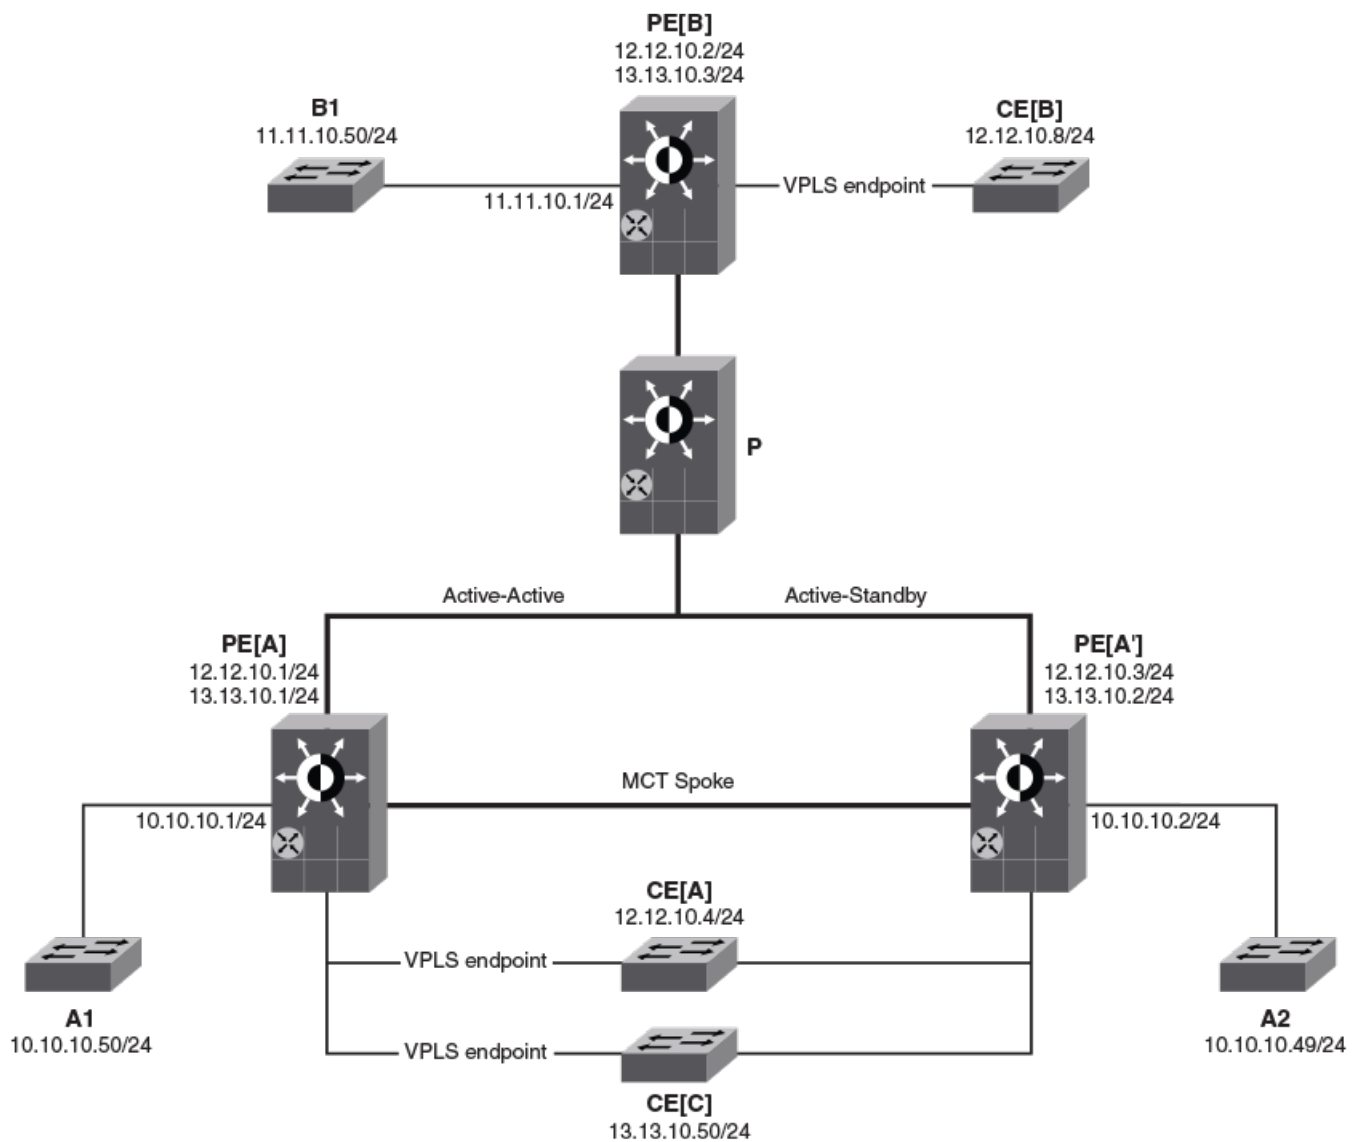 PE[B]
12.12.10.2/24
13.13.10.3/24
B1
11.11.10.50/24
CE[B]
12.12.10.8/24
11.11.10.1/24
VPLS endpoint
P
Active-Active
Active-Standby
PE[A]
12.12.10.1/24
13.13.10.1/24
PE[A']
12.12.10.3/24
13.13.10.2/24
MCT Spoke
10.10.10.1/24
10.10.10.2/24
CE[A]
12.12.10.4/24
VPLS endpoint
A1
10.10.10.50/24
A2
10.10.10.49/24
VPLS endpoint
CE[C]
13.13.10.50/24